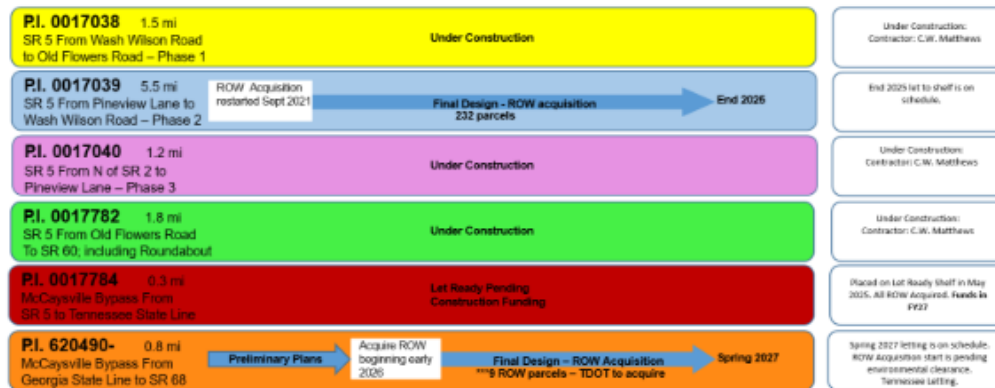 P.I. 0017038 1.5 mi
SR 5 From Wash Wilson Road
to Old Flowers Road – Phase 1
Under Construction
Under Construction:
Contractor: C.W. Matthews
P.I. 0017039 5.5 mi
SR 5 From Pineview Lane to
Wash Wilson Road – Phase 2
ROW Acquisition
restarted Sept 2021
Final Design - ROW acquisition
232 parcels
End 2025
End 2025 let to shelf is on
schedule.
P.I. 0017040 1.2 mi
SR 5 From N of SR 2 to
Pineview Lane – Phase 3
Under Construction
Under Construction:
Contractor: C.W. Matthews
P.I. 0017782 1.8 mi
SR 5 From Old Flowers Road
To SR 60; including Roundabout
Under Construction
Under Construction:
Contractor: C.W. Matthews
P.I. 0017784 0.3 mi
McCaysville Bypass From
SR 5 to Tennessee State Line
Let Ready Pending
Construction Funding
Placed on Let Ready Shelf in May
2025. All ROW Acquired. Funds in
FY27
P.I. 620490- 0.8 mi
McCaysville Bypass From
Georgia State Line to SR 68
Preliminary Plans
Acquire ROW
beginning early
2026
Final Design – ROW Acquisition
***9 ROW parcels – TDOT to acquire
Spring 2027
Spring 2027 letting is on schedule.
ROW Acquisition start is pending
environmental clearance.
Tennessee Letting.